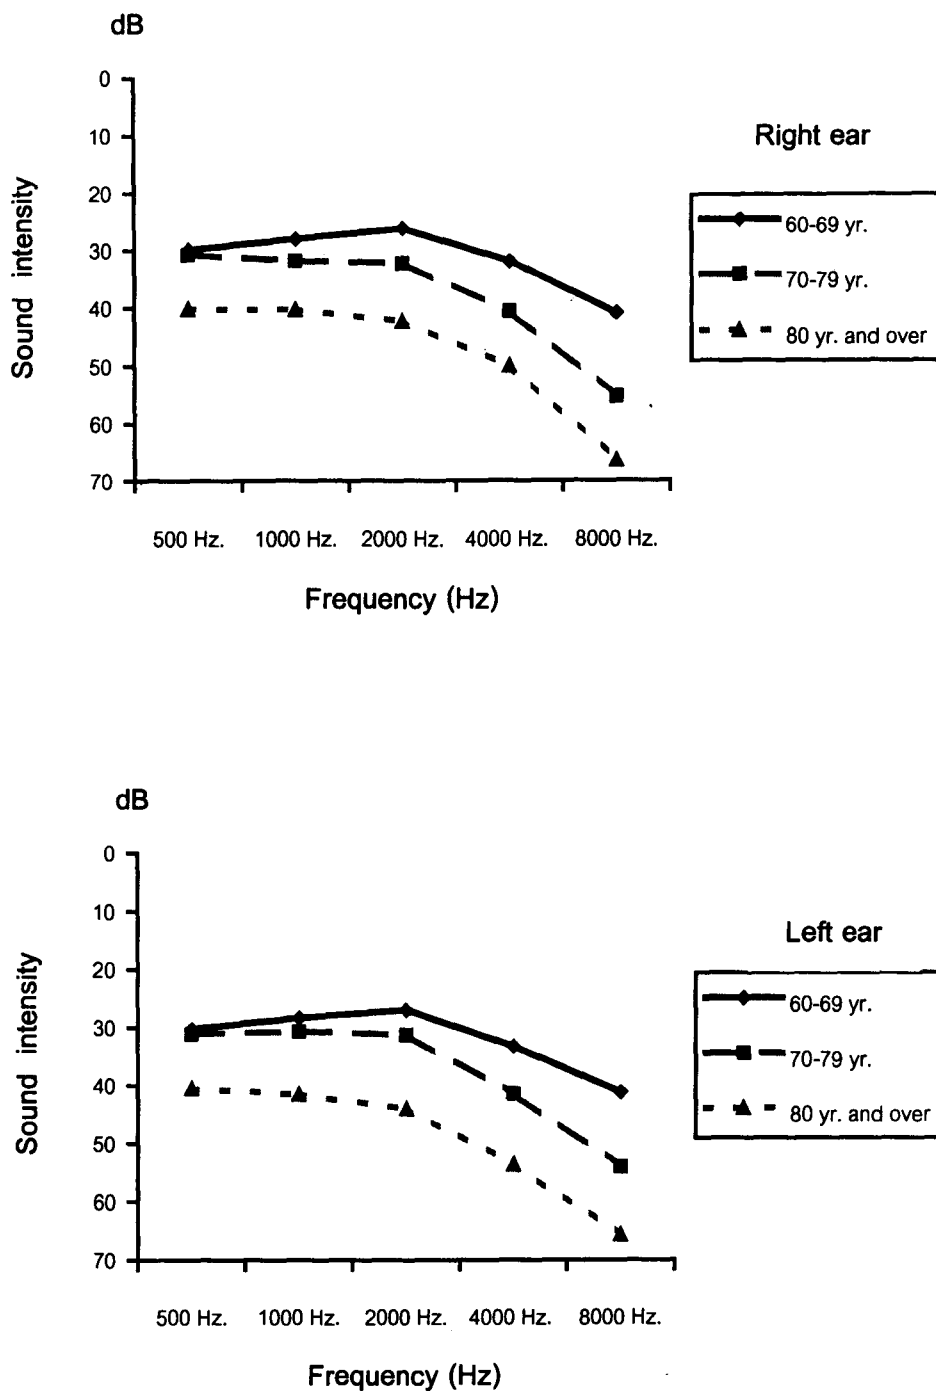 dB
0
10
20
30
40
50
60
70
Sound intensity
500 Hz. 1000 Hz. 2000 Hz. 4000 Hz. 8000 Hz.
Frequency (Hz)
Right ear
60-69 yr.
70-79 yr.
80 yr. and over
dB
0
10
20
30
40
50
60
70
Sound intensity
500 Hz. 1000 Hz. 2000 Hz. 4000 Hz. 8000 Hz.
Frequency (Hz)
Left ear
60-69 yr.
70-79 yr.
80 yr. and over